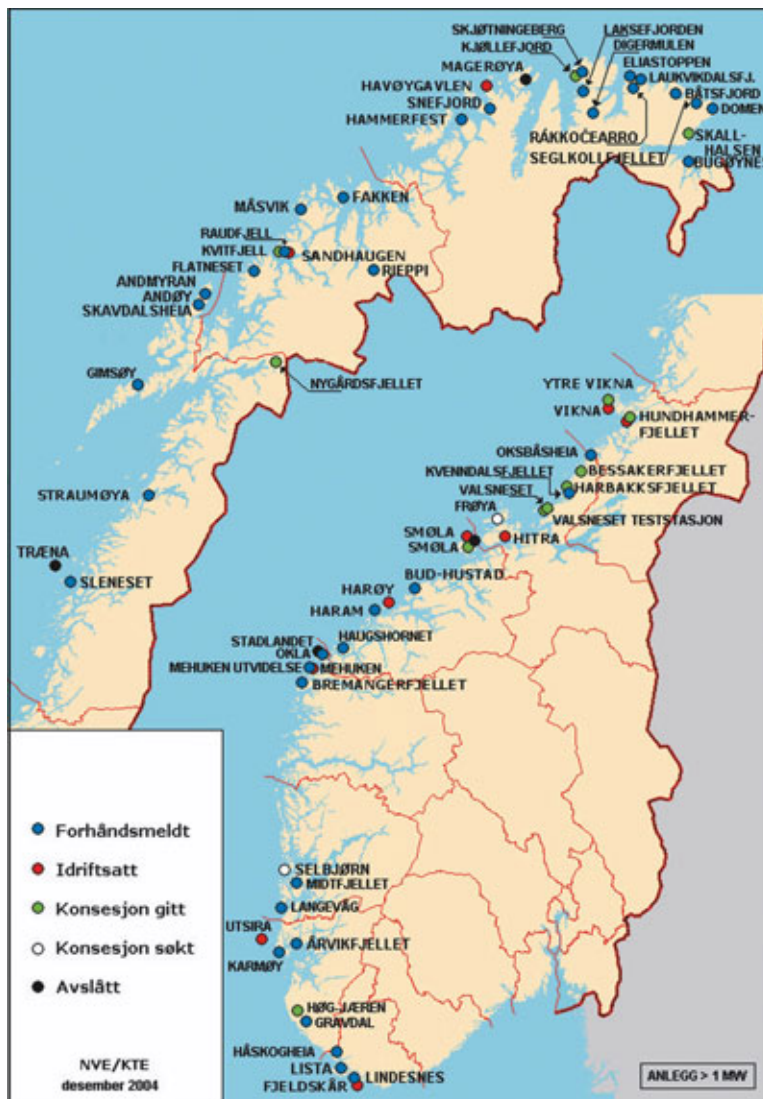 SKJØTNINGEBERG
LAKSEFJORDEN
KJØLLEFJORD
DIGERMULEN
MAGERØYA
ELIASTOPPEN
HAVØYGAVLEN
LAUKVIKDALSFJ.
SNEFJORD
BÅTSFJORD
HAMMERFEST
DOMEN
RÁKKOČEARRO
SKALL-
HALSEN
SEGLKOLLFJELLET
BUGØYNES
FAKKEN
MÅSVIK
RAUDFJELL
KVITFJELL
SANDHAUGEN
FLATNESET
RIEPPI
ANDMYRAN
ANDØY
SKAVDALSHEIA
GIMSØY
NYGÅRDSFJELLET
YTRE VIKNA
VIKNA
HUNDHAMMER-
FJELLET
OKSBÅSHEIA
KVENNDALSFJELLET
BESSAKERFJELLET
VALSNESET
HARBAKKSFJELLET
STRAUMØYA
FRØYA
VALSNESET TESTSTASJON
SMØLA
HITRA
SMØLA
TRÆNA
SLENESET
BUD-HUSTAD
HARØY
HARAM
STADLANDET
HAUGSHORNET
OKLA
MEHUKEN UTVIDELSE
MEHUKEN
BREMANGERFJELLET
Forhåndsmeldt
Idriftsatt
Konsesjon gitt
Konsesjon søkt
Avslått
NVE/KTE
desember 2004
SELBJØRN
MIDTFJELLET
LANGEVÅG
UTSIRA
ÅRVIKFJELLET
KARMØY
HØG-JÆREN
GRAVDAL
HÅSKOGHEIA
LISTA
LINDESNES
FJELDSKÅR
ANLEGG > 1 MW